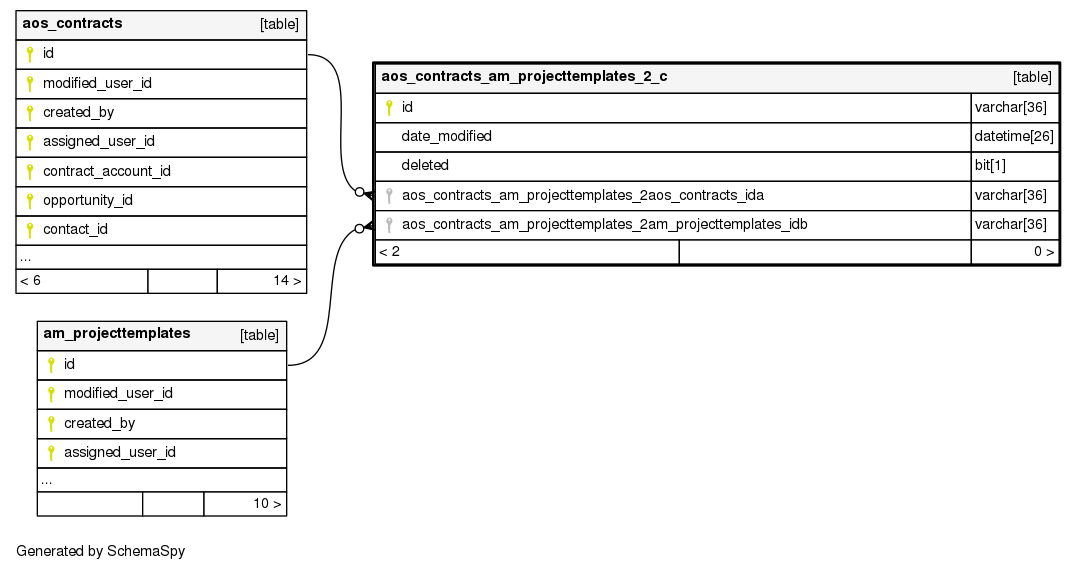 aos_contracts [table]
id
modified_user_id
created_by
assigned_user_id
contract_account_id
opportunity_id
contact_id
...
< 6 14 >
aos_contracts_am_projecttemplates_2_c [table]
id varchar[36]
date_modified datetime[26]
deleted bit[1]
aos_contracts_am_projecttemplates_2aos_contracts_ida varchar[36]
aos_contracts_am_projecttemplates_2am_projecttemplates_idb varchar[36]
< 2 0 >
am_projecttemplates [table]
id
modified_user_id
created_by
assigned_user_id
...
10 >
Generated by SchemaSpy